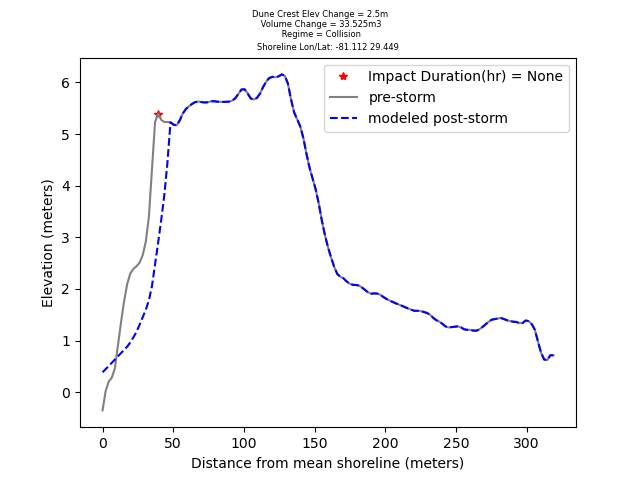 Dune Crest Elev Change = 2.5m
Volume Change = 33.525m3
Regime = Collision
Shoreline Lon/Lat: -81.112 29.449
Impact Duration(hr) = None
pre-storm
modeled post-storm
Elevation (meters)
6
5
4
3
2
1
0
0 50 100 150 200 250 300
Distance from mean shoreline (meters)